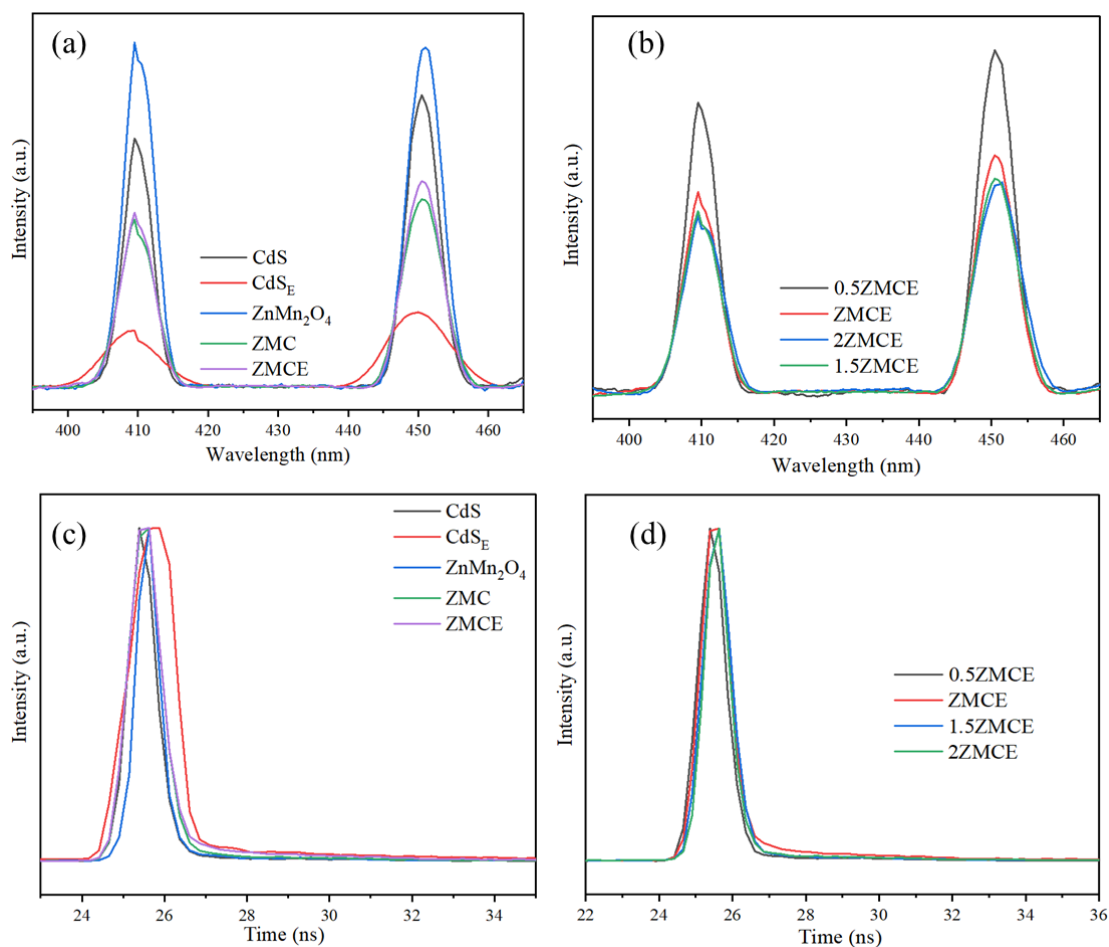 (a)
Intensity (a.u.)
CdS
CdS_E
ZnMn₂O₄
ZMC
ZMCE
400 410 420 430 440 450 460
Wavelength (nm)
(b)
Intensity (a.u.)
0.5ZMCE
ZMCE
2ZMCE
1.5ZMCE
400 410 420 430 440 450 460
Wavelength (nm)
(c)
Intensity (a.u.)
CdS
CdS_E
ZnMn₂O₄
ZMC
ZMCE
24 26 28 30 32 34
Time (ns)
(d)
Intensity (a.u.)
0.5ZMCE
ZMCE
1.5ZMCE
2ZMCE
22 24 26 28 30 32 34 36
Time (ns)